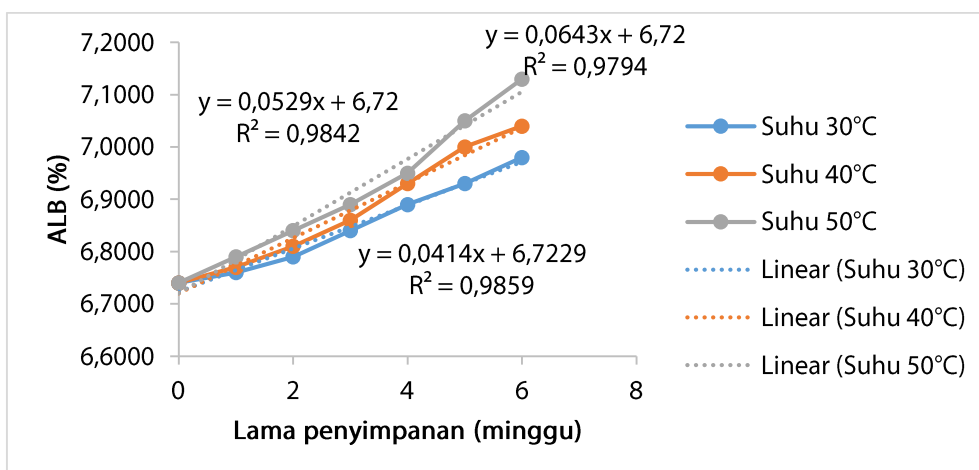 y = 0,0643x + 6,72
R² = 0,9794
y = 0,0529x + 6,72
R² = 0,9842
y = 0,0414x + 6,7229
R² = 0,9859
7,2000
7,1000
7,0000
6,9000
6,8000
6,7000
6,6000
ALB (%)
0 2 4 6 8
Lama penyimpanan (minggu)
Suhu 30°C
Suhu 40°C
Suhu 50°C
Linear (Suhu 30°C)
Linear (Suhu 40°C)
Linear (Suhu 50°C)